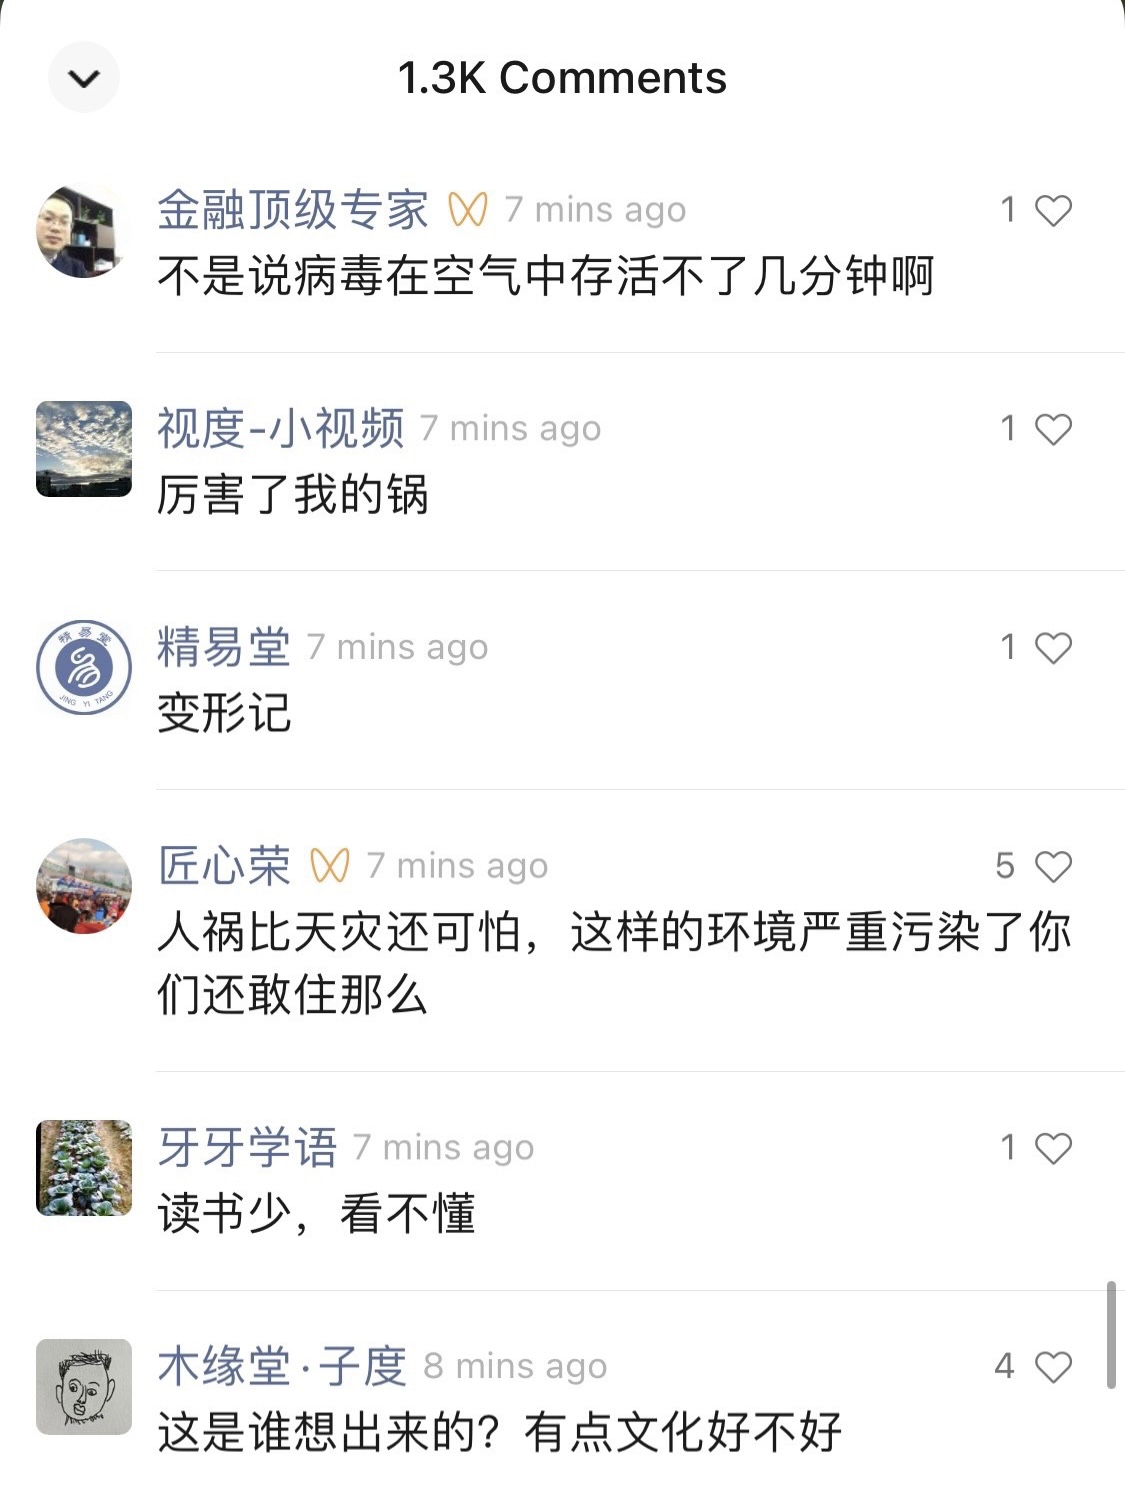 1.3K Comments
金融顶级专家 7 mins ago 1
不是说病毒在空气中存活不了几分钟啊
视度-小视频 7 mins ago 1
厉害了我的锅
精易堂
JING YI TANG
精易堂 7 mins ago 1
变形记
匠心荣 7 mins ago 5
人祸比天灾还可怕，这样的环境严重污染了你
们还敢住那么
牙牙学语 7 mins ago 1
读书少，看不懂
木缘堂·子度 8 mins ago 4
这是谁想出来的？有点文化好不好